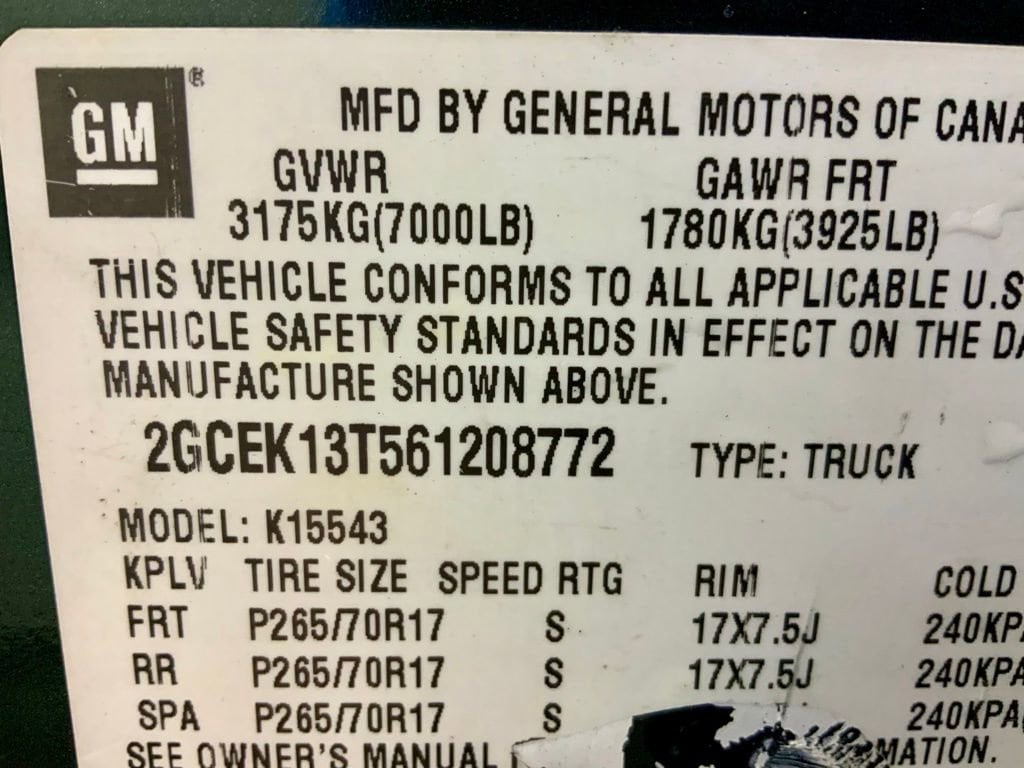 GM®
MFD BY GENERAL MOTORS OF CANA
GVWR GAWR FRT
3175KG(7000LB) 1780KG(3925LB)
THIS VEHICLE CONFORMS TO ALL APPLICABLE U.S
VEHICLE SAFETY STANDARDS IN EFFECT ON THE DA
MANUFACTURE SHOWN ABOVE.
2GCEK13T561208772 TYPE: TRUCK
MODEL: K15543
KPLV TIRE SIZE SPEED RTG RIM COLD
FRT P265/70R17 S 17X7.5J 240KPA
RR P265/70R17 S 17X7.5J 240KPA
SPA P265/70R17 S 240KPA
SEE OWNER'S MANUAL MATION.